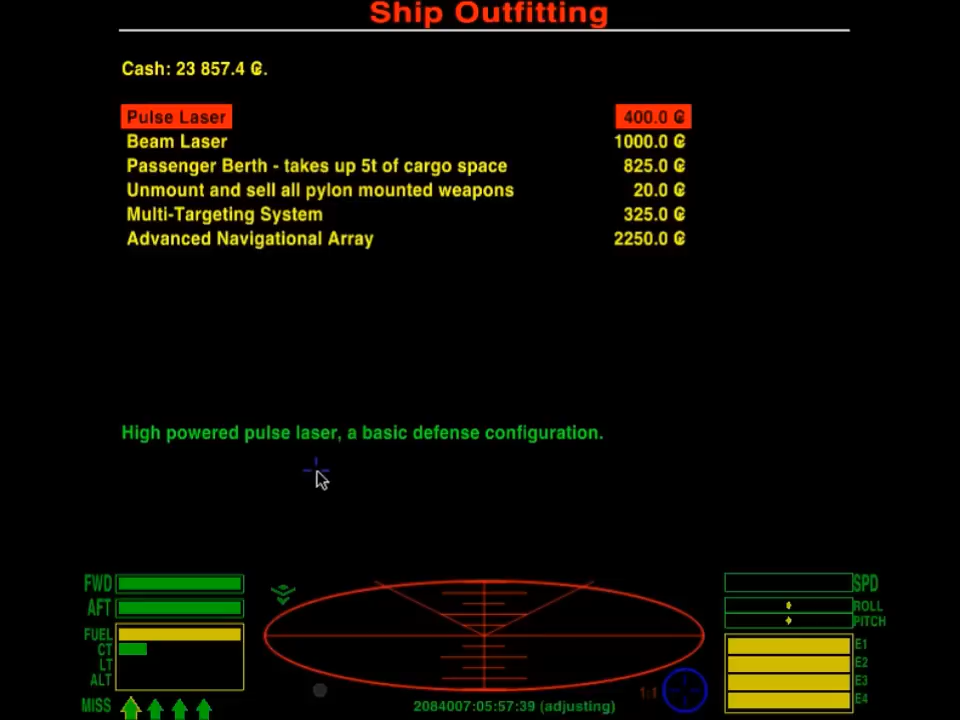 Ship Outfitting
Cash: 23 857.4 ₢.
Pulse Laser 400.0 ₢
Beam Laser 1000.0 ₢
Passenger Berth - takes up 5t of cargo space 825.0 ₢
Unmount and sell all pylon mounted weapons 20.0 ₢
Multi-Targeting System 325.0 ₢
Advanced Navigational Array 2250.0 ₢
High powered pulse laser, a basic defense configuration.
FWD
AFT
FUEL
CT
LT
ALT
MISS
1:1
2084007:05:57:39 (adjusting)
SPD
ROLL
PITCH
E1
E2
E3
E4